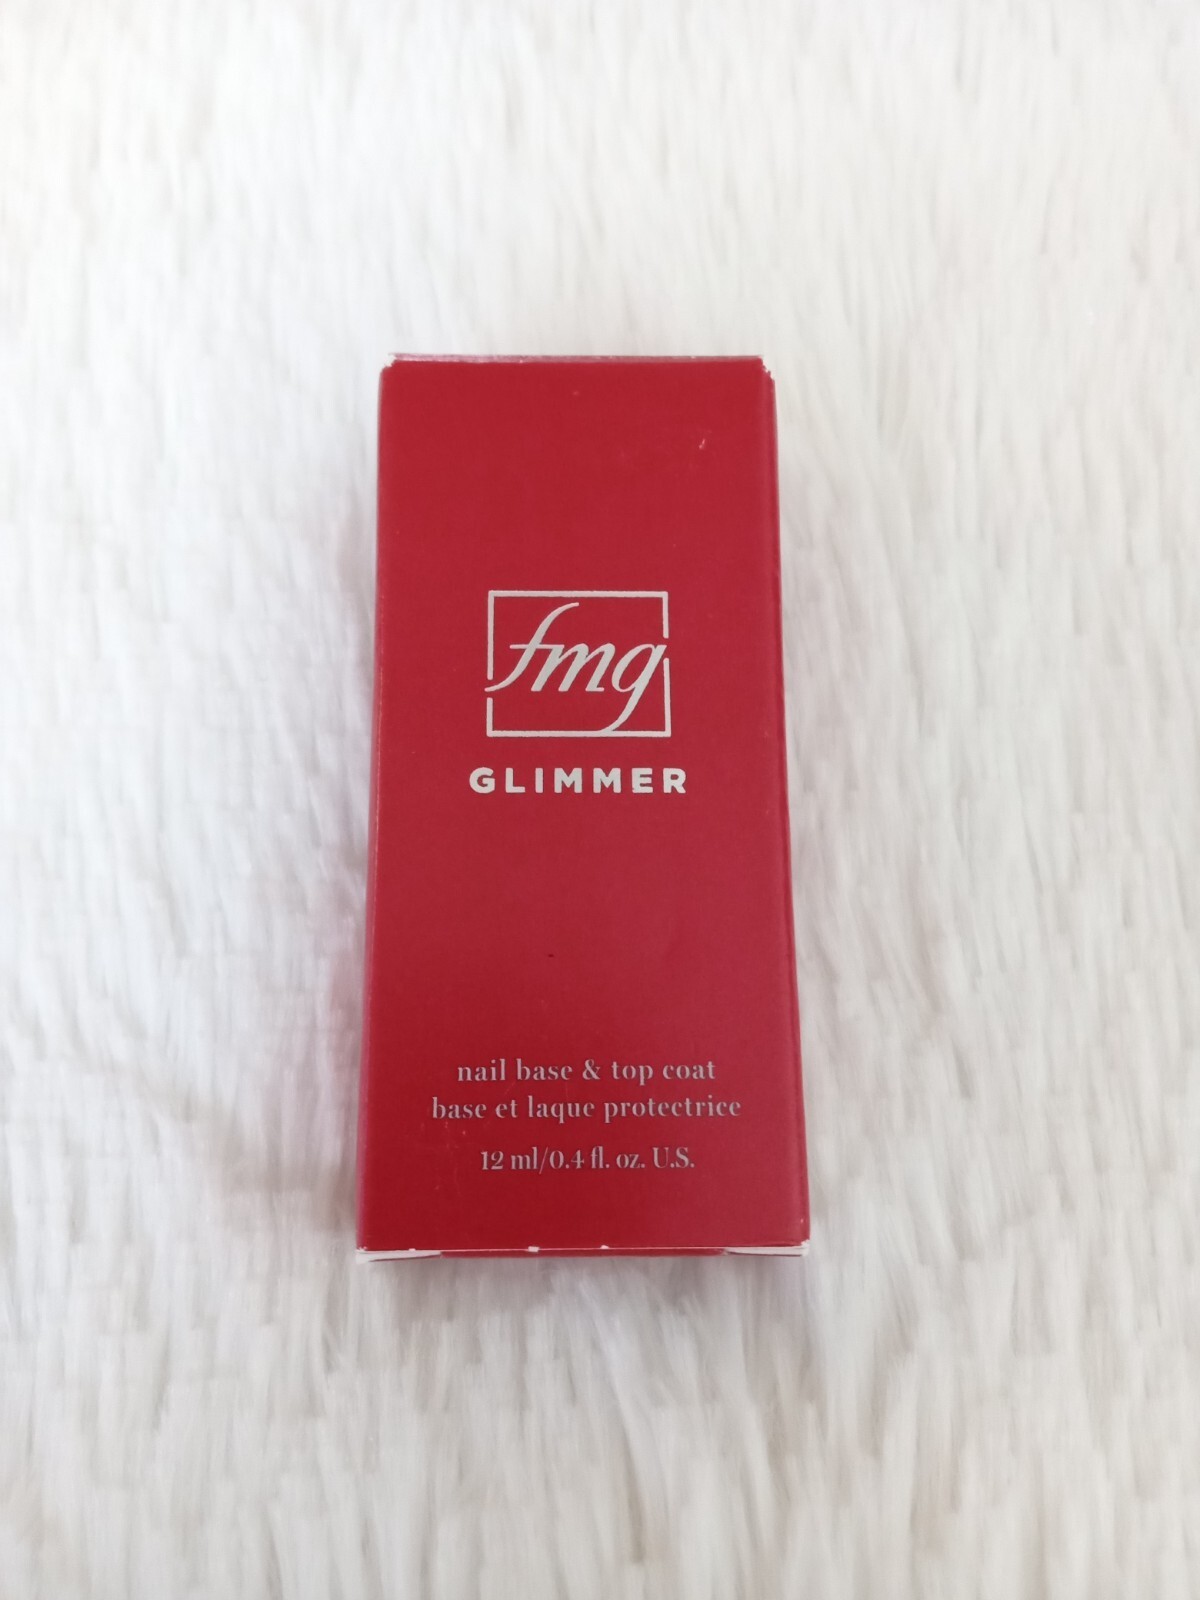 fmg
GLIMMER
nail base & top coat
base et laque protectrice
12 ml/0.4 fl. oz. U.S.